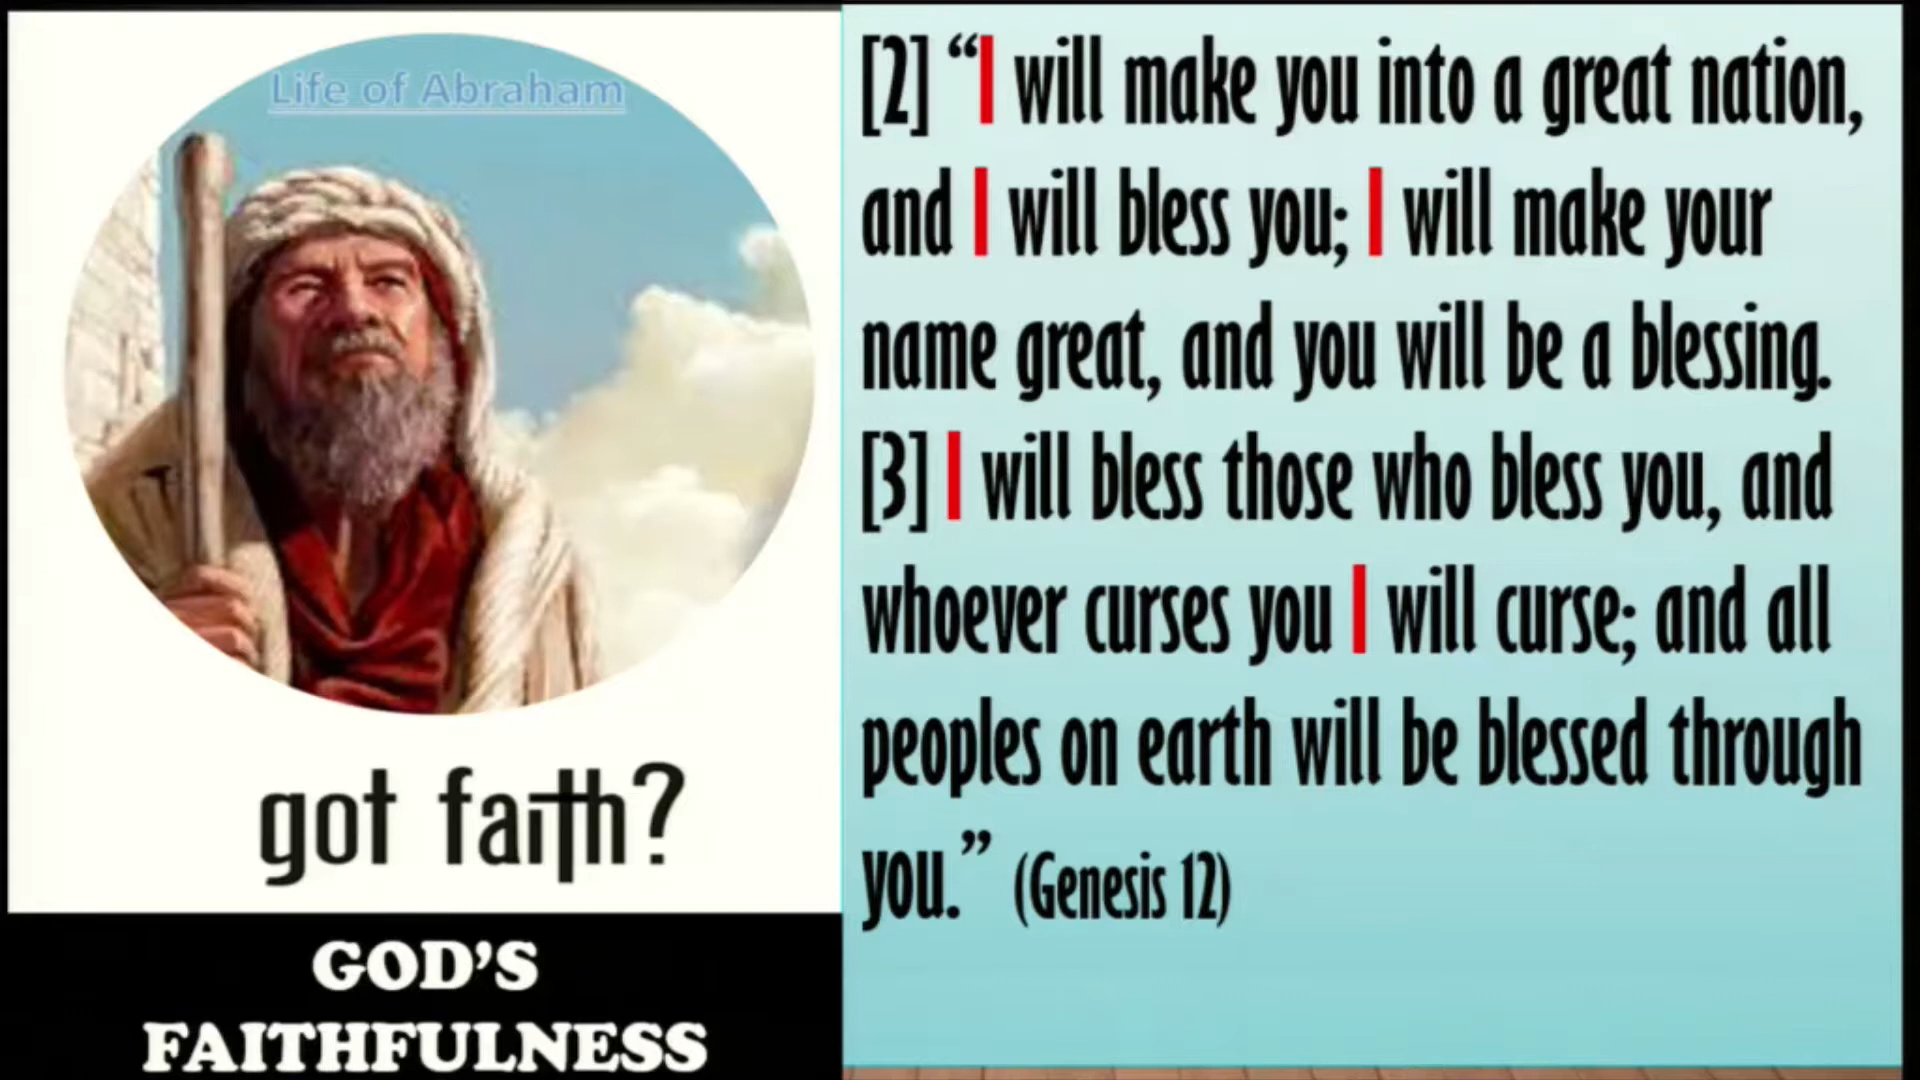 Life of Abraham
got faith?
GOD’S
FAITHFULNESS
[2] “I will make you into a great nation,
and I will bless you; I will make your
name great, and you will be a blessing.
[3] I will bless those who bless you, and
whoever curses you I will curse; and all
peoples on earth will be blessed through
you.” (Genesis 12)